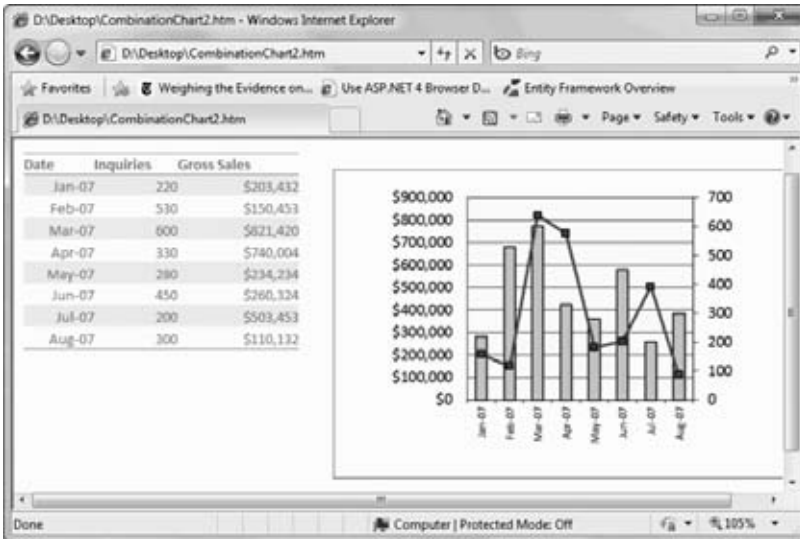 D:\Desktop\CombinationChart2.htm - Windows Internet Explorer
D:\Desktop\CombinationChart2.htm
Bing
Favorites Weighing the Evidence on... Use ASP.NET 4 Browser D... Entity Framework Overview
D:\Desktop\CombinationChart2.htm Page Safety Tools
Date Inquiries Gross Sales
Jan-07 220 $203,432
Feb-07 530 $150,453
Mar-07 600 $821,420
Apr-07 330 $740,004
May-07 280 $234,234
Jun-07 450 $260,324
Jul-07 200 $503,453
Aug-07 300 $110,132
$900,000
$800,000
$700,000
$600,000
$500,000
$400,000
$300,000
$200,000
$100,000
$0
700
600
500
400
300
200
100
0
Jan-07
Feb-07
Mar-07
Apr-07
May-07
Jun-07
Jul-07
Aug-07
Done Computer | Protected Mode: Off 105%